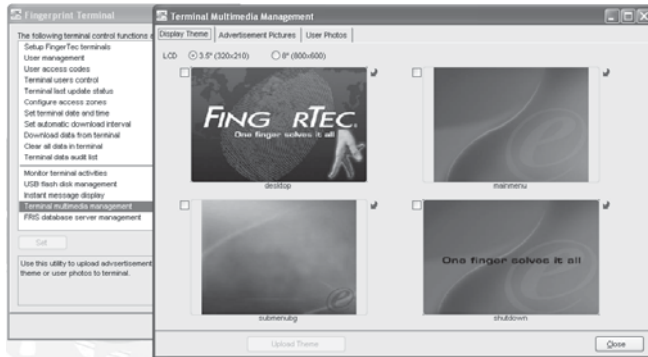 Fingerprint Terminal
The following terminal control functions a
Setup FingerTec terminals
User management
User access codes
Terminal users control
Terminal last update status
Configure access zones
Set terminal date and time
Set automatic download interval
Download data from terminal
Clear all data in terminal
Terminal data audit list
Monitor terminal activities
USB flash disk management
Instant message display
Terminal multimedia management
FRIS database server management
Set
Use this utility to upload advsertisement
theme or user photos to terminal.
Terminal Multimedia Management
Display Theme Advertisement Pictures User Photos
LCD 3.5" (320x210) 8" (800x600)
FING RTEC
One finger solves it all
desktop
mainmenu
One finger solves it all
submenubg
shutdown
Upload Theme
Close